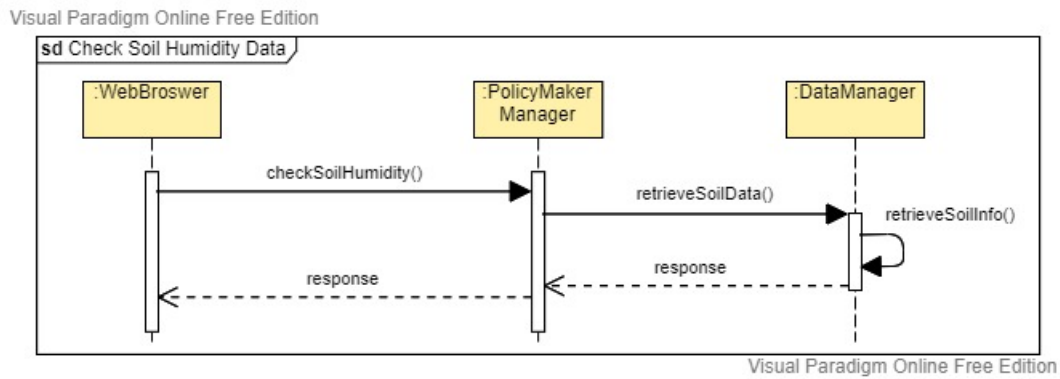 Visual Paradigm Online Free Edition
sd Check Soil Humidity Data
:WebBroswer
:PolicyMaker
Manager
:DataManager
checkSoilHumidity()
retrieveSoilData()
retrieveSoilInfo()
response
response
Visual Paradigm Online Free Edition